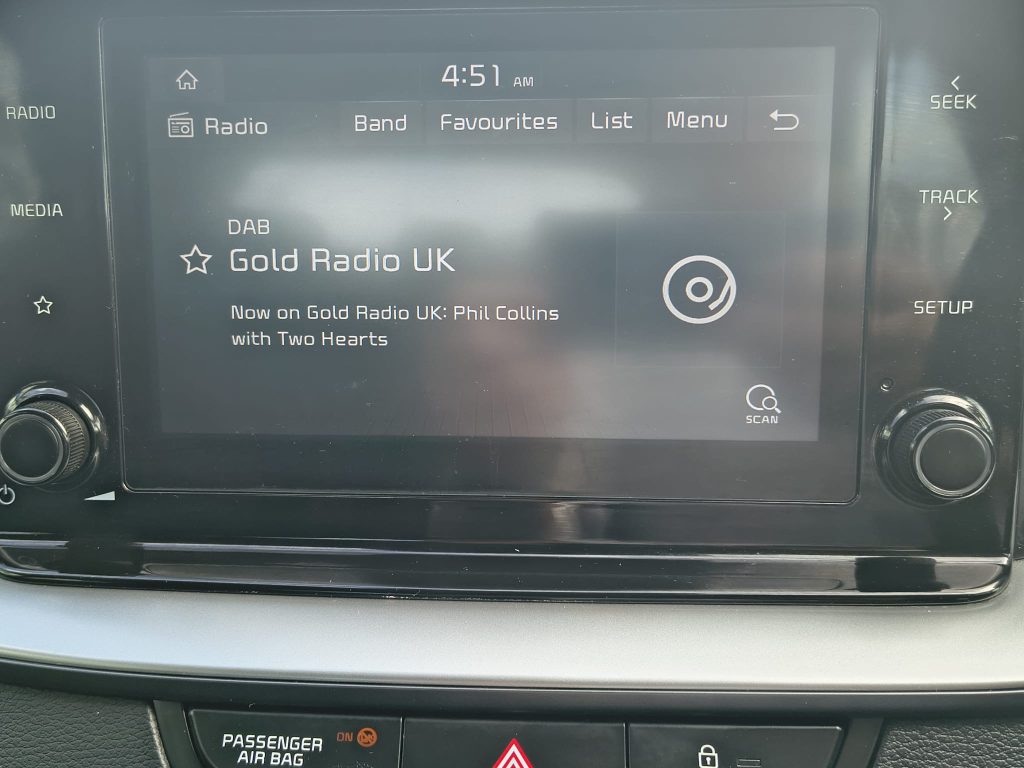 4:51 AM
RADIO
Radio
Band
Favourites
List
Menu
SEEK
MEDIA
TRACK
DAB
Gold Radio UK
Now on Gold Radio UK: Phil Collins
with Two Hearts
SETUP
SCAN
PASSENGER
AIR BAG
ON